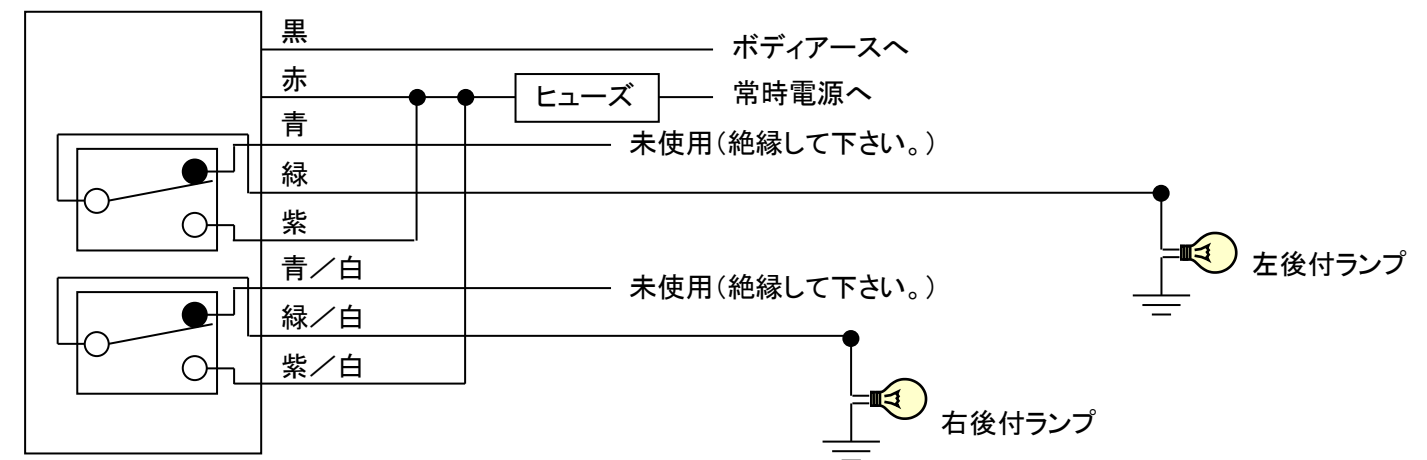 黒
ボディアースへ
赤
ヒューズ
常時電源へ
青
未使用（絶縁して下さい。）
緑
紫
左後付ランプ
青／白
未使用（絶縁して下さい。）
緑／白
紫／白
右後付ランプ